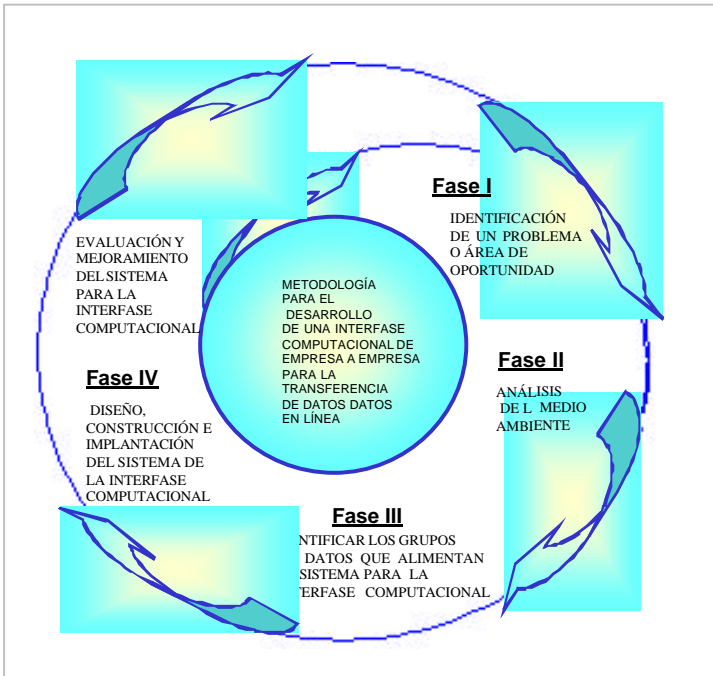 Fase I
IDENTIFICACIÓN
DE UN PROBLEMA
O ÁREA DE
OPORTUNIDAD
Fase II
ANÁLISIS
DE L MEDIO
AMBIENTE
Fase III
NTIFICAR LOS GRUPOS
DATOS QUE ALIMENTAN
SISTEMA PARA LA
TERFASE COMPUTACIONAL
Fase IV
DISEÑO,
CONSTRUCCIÓN E
IMPLANTACIÓN
DEL SISTEMA DE
LA INTERFASE
COMPUTACIONAL
EVALUACIÓN Y
MEJORAMIENTO
DEL SISTEMA
PARA LA
INTERFASE
COMPUTACIONAL
METODOLOGÍA
PARA EL
DESARROLLO
DE UNA INTERFASE
COMPUTACIONAL DE
EMPRESA A EMPRESA
PARA LA
TRANSFERENCIA
DE DATOS DATOS
EN LÍNEA